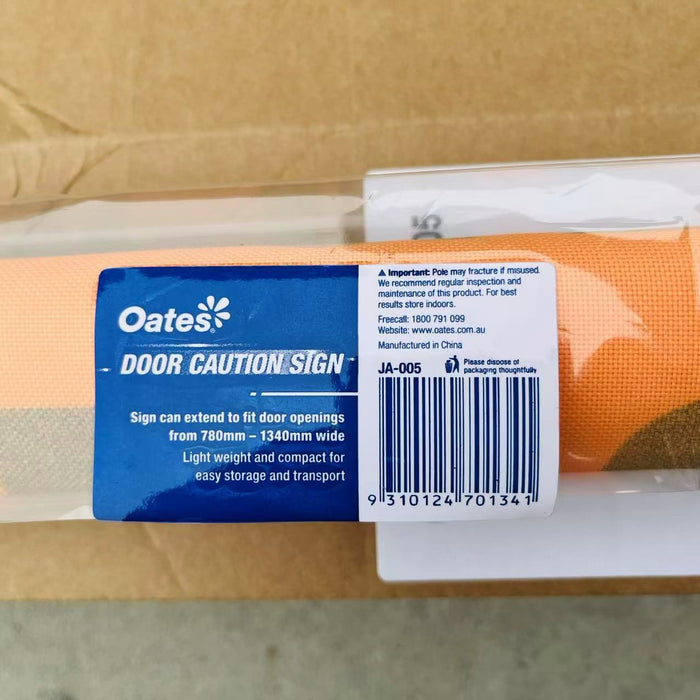 Oates
DOOR CAUTION SIGN
Sign can extend to fit door openings
from 780mm – 1340mm wide
Light weight and compact for
easy storage and transport
▲ Important: Pole may fracture if misused.
We recommend regular inspection and
maintenance of this product. For best
results store indoors.
Freecall: 1800 791 099
Website: www.oates.com.au
Manufactured in China
JA-005
Please dispose of
packaging thoughtfully
9 310124 701341
05